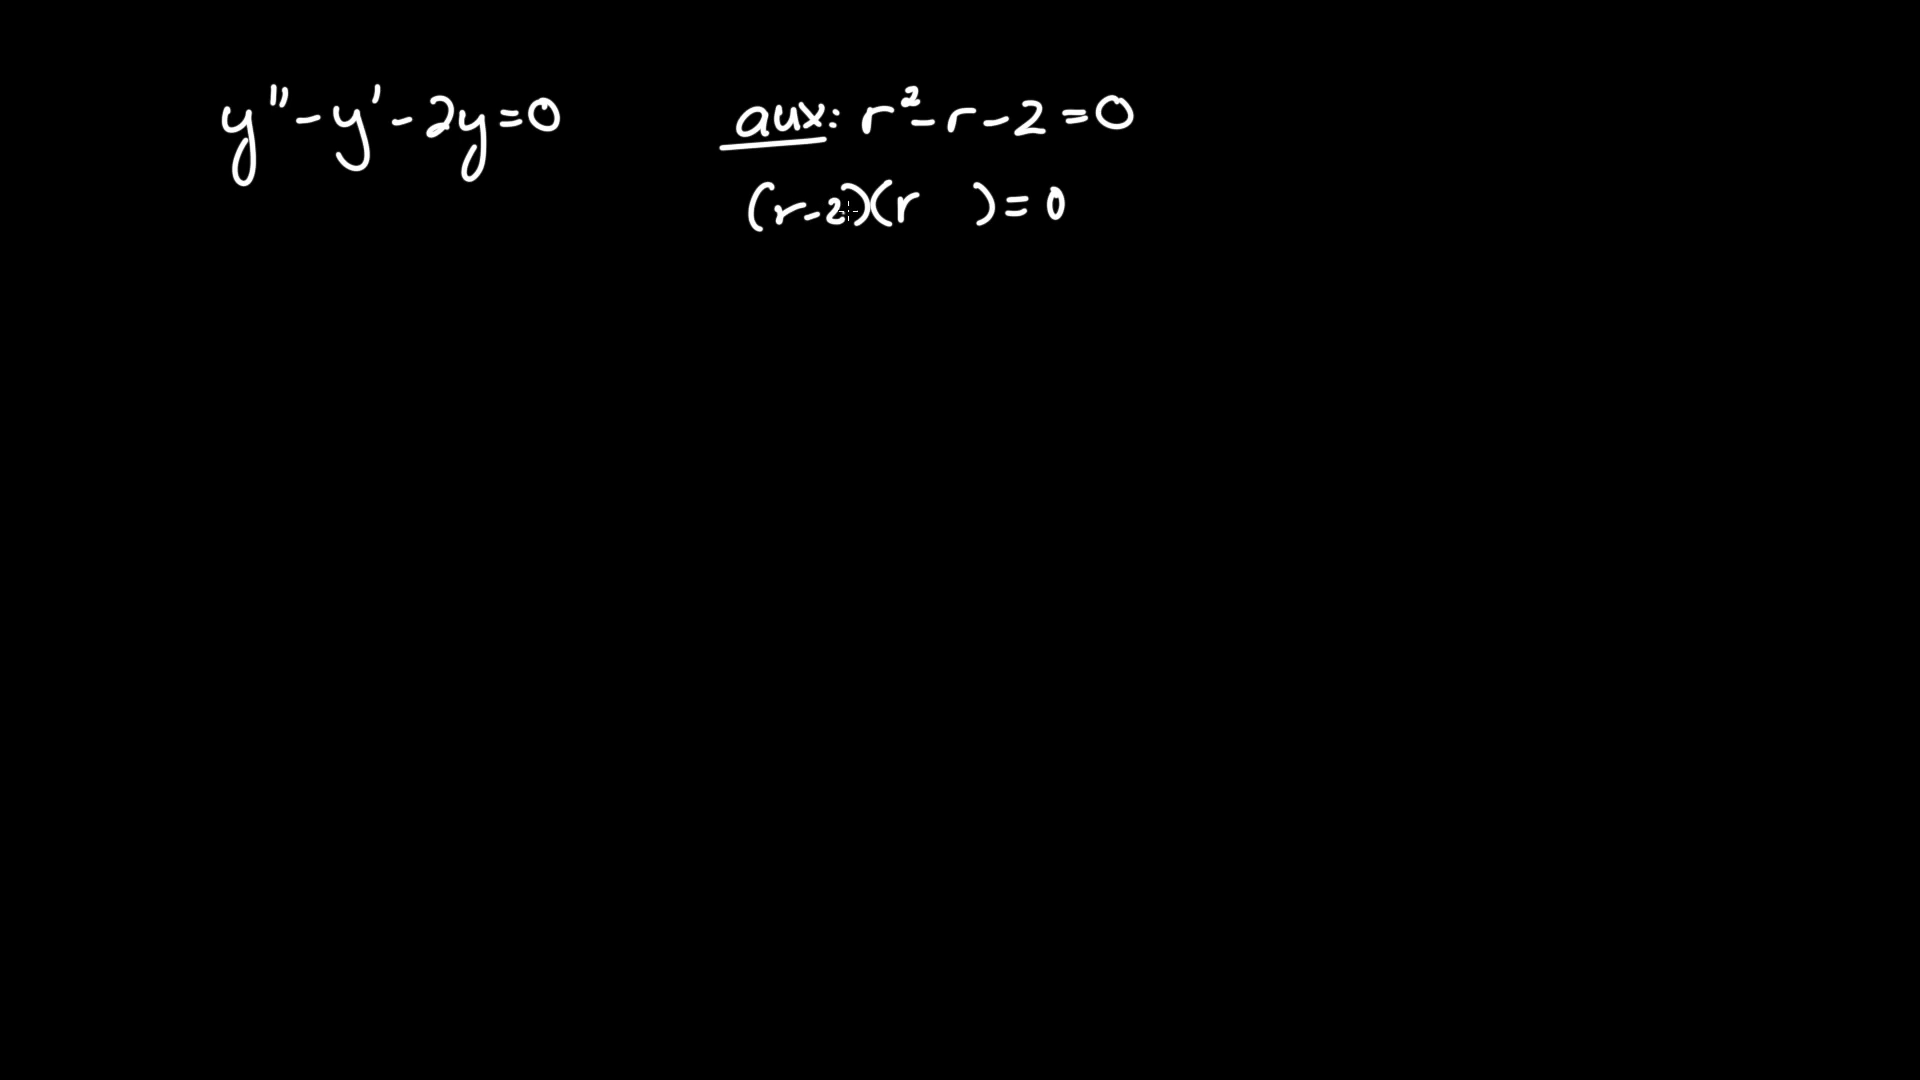 y'' - y' - 2y = 0
aux: r² - r - 2 = 0
(r - 2)(r ) = 0